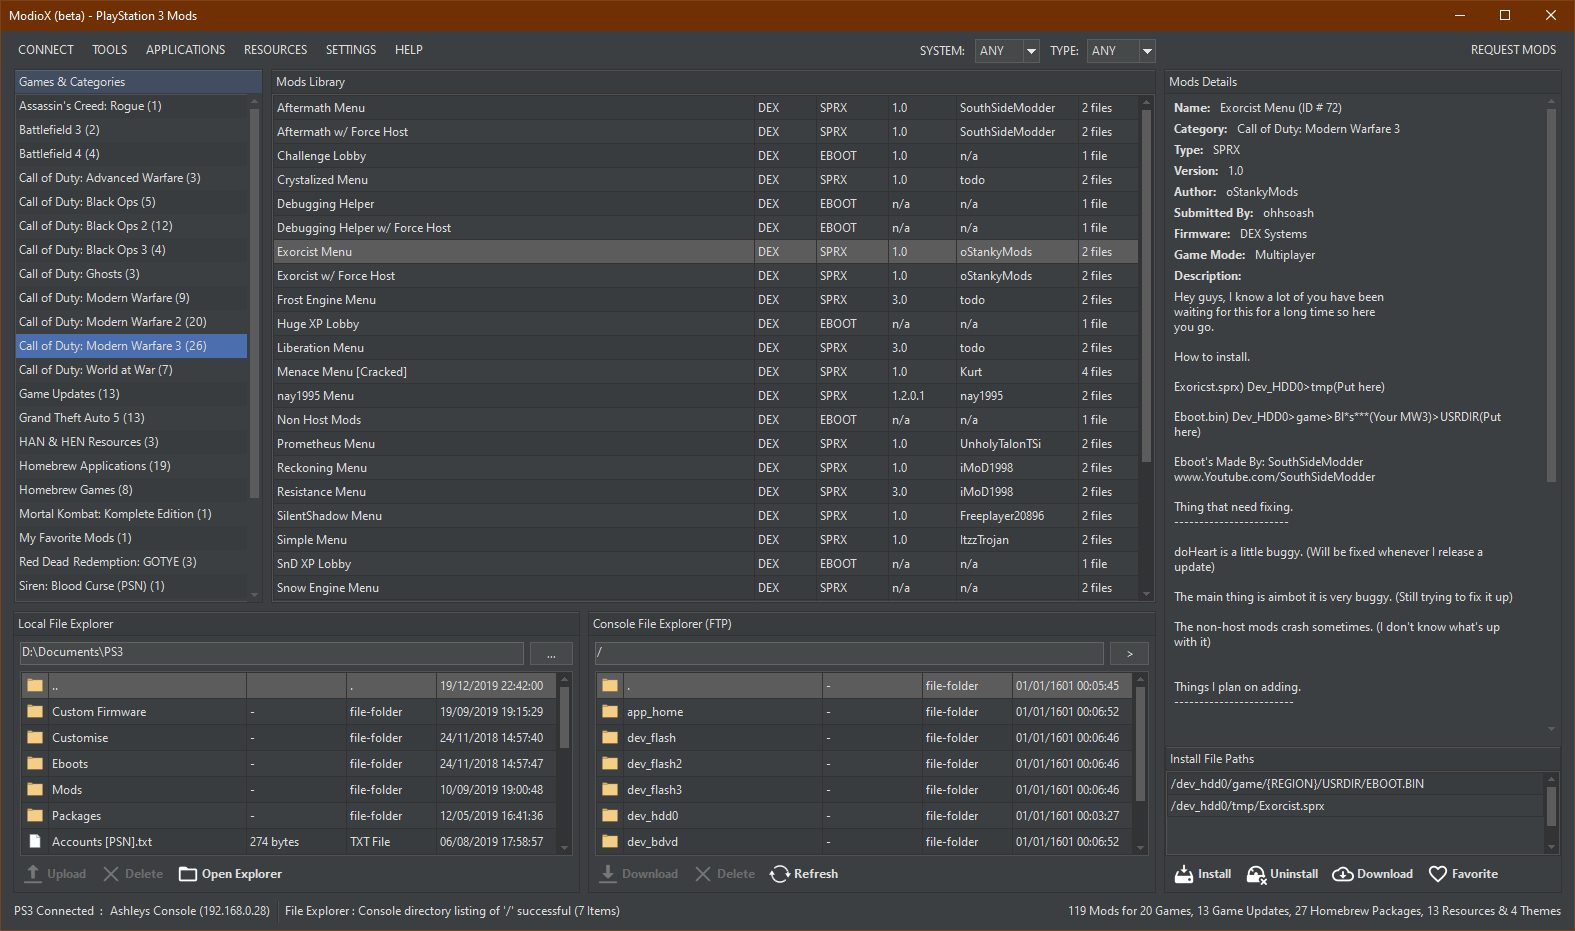 ModioX (beta) - PlayStation 3 Mods
CONNECT TOOLS APPLICATIONS RESOURCES SETTINGS HELP SYSTEM: ANY TYPE: ANY REQUEST MODS
Games & Categories
Assassin's Creed: Rogue (1)
Battlefield 3 (2)
Battlefield 4 (4)
Call of Duty: Advanced Warfare (3)
Call of Duty: Black Ops (5)
Call of Duty: Black Ops 2 (12)
Call of Duty: Black Ops 3 (4)
Call of Duty: Ghosts (3)
Call of Duty: Modern Warfare (9)
Call of Duty: Modern Warfare 2 (20)
Call of Duty: Modern Warfare 3 (26)
Call of Duty: World at War (7)
Game Updates (13)
Grand Theft Auto 5 (13)
HAN & HEN Resources (3)
Homebrew Applications (19)
Homebrew Games (8)
Mortal Kombat: Komplete Edition (1)
My Favorite Mods (1)
Red Dead Redemption: GOTYE (3)
Siren: Blood Curse (PSN) (1)
Mods Library
Aftermath Menu DEX SPRX 1.0 SouthSideModder 2 files
Aftermath w/ Force Host DEX SPRX 1.0 SouthSideModder 2 files
Challenge Lobby DEX EBOOT 1.0 n/a 1 file
Crystalized Menu DEX SPRX 1.0 todo 2 files
Debugging Helper DEX EBOOT n/a n/a 1 file
Debugging Helper w/ Force Host DEX EBOOT n/a n/a 1 file
Exorcist Menu DEX SPRX 1.0 oStankyMods 2 files
Exorcist w/ Force Host DEX SPRX 1.0 oStankyMods 2 files
Frost Engine Menu DEX SPRX 3.0 todo 2 files
Huge XP Lobby DEX EBOOT n/a n/a 1 file
Liberation Menu DEX SPRX 3.0 todo 2 files
Menace Menu [Cracked] DEX SPRX 1.0 Kurt 4 files
nay1995 Menu DEX SPRX 1.2.0.1 nay1995 2 files
Non Host Mods DEX EBOOT n/a n/a 1 file
Prometheus Menu DEX SPRX 1.0 UnholyTalonTSi 2 files
Reckoning Menu DEX SPRX 1.0 iMoD1998 2 files
Resistance Menu DEX SPRX 3.0 iMoD1998 2 files
SilentShadow Menu DEX SPRX 1.0 Freeplayer20896 2 files
Simple Menu DEX SPRX 1.0 ItzzTrojan 2 files
SnD XP Lobby DEX EBOOT n/a n/a 1 file
Snow Engine Menu DEX SPRX n/a n/a 2 files
Mods Details
Name: Exorcist Menu (ID # 72)
Category: Call of Duty: Modern Warfare 3
Type: SPRX
Version: 1.0
Author: oStankyMods
Submitted By: ohhsoash
Firmware: DEX Systems
Game Mode: Multiplayer
Description:
Hey guys, I know a lot of you have been
waiting for this for a long time so here
you go.
How to install.
Exoricst.sprx) Dev_HDD0>tmp(Put here)
Eboot.bin) Dev_HDD0>game>Bl*s***(Your MW3)>USRDIR(Put
here)
Eboot's Made By: SouthSideModder
www.Youtube.com/SouthSideModder
Thing that need fixing.
-----------------------
doHeart is a little buggy. (Will be fixed whenever I release a
update)
The main thing is aimbot it is very buggy. (Still trying to fix it up)
The non-host mods crash sometimes. (I don't know what's up
with it)
Things I plan on adding.
------------------------
Install File Paths
/dev_hdd0/game/{REGION}/USRDIR/EBOOT.BIN
/dev_hdd0/tmp/Exorcist.sprx
Install Uninstall Download Favorite
Local File Explorer
D:\Documents\PS3 ...
.. . 19/12/2019 22:42:00
Custom Firmware - file-folder 19/09/2019 19:15:29
Customise - file-folder 24/11/2018 14:57:40
Eboots - file-folder 24/11/2018 14:57:47
Mods - file-folder 10/09/2019 19:00:48
Packages - file-folder 12/05/2019 16:41:36
Accounts [PSN].txt 274 bytes TXT File 06/08/2019 17:58:57
Upload Delete Open Explorer
Console File Explorer (FTP)
/ >
. - file-folder 01/01/1601 00:05:45
app_home - file-folder 01/01/1601 00:06:52
dev_flash - file-folder 01/01/1601 00:06:46
dev_flash2 - file-folder 01/01/1601 00:06:46
dev_flash3 - file-folder 01/01/1601 00:06:46
dev_hdd0 - file-folder 01/01/1601 00:03:27
dev_bdvd - file-folder 01/01/1601 00:06:52
Download Delete Refresh
PS3 Connected : Ashleys Console (192.168.0.28) File Explorer : Console directory listing of '/' successful (7 Items) 119 Mods for 20 Games, 13 Game Updates, 27 Homebrew Packages, 13 Resources & 4 Themes